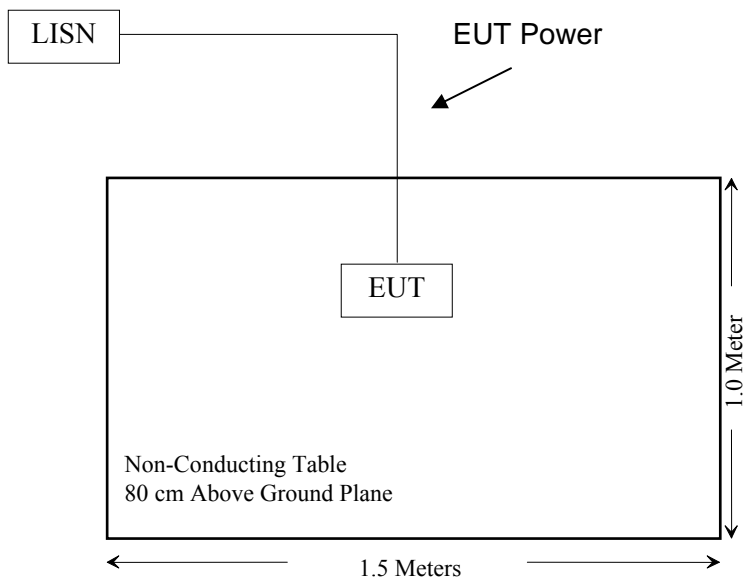 LISN
EUT Power
EUT
1.0 Meter
Non-Conducting Table
80 cm Above Ground Plane
1.5 Meters